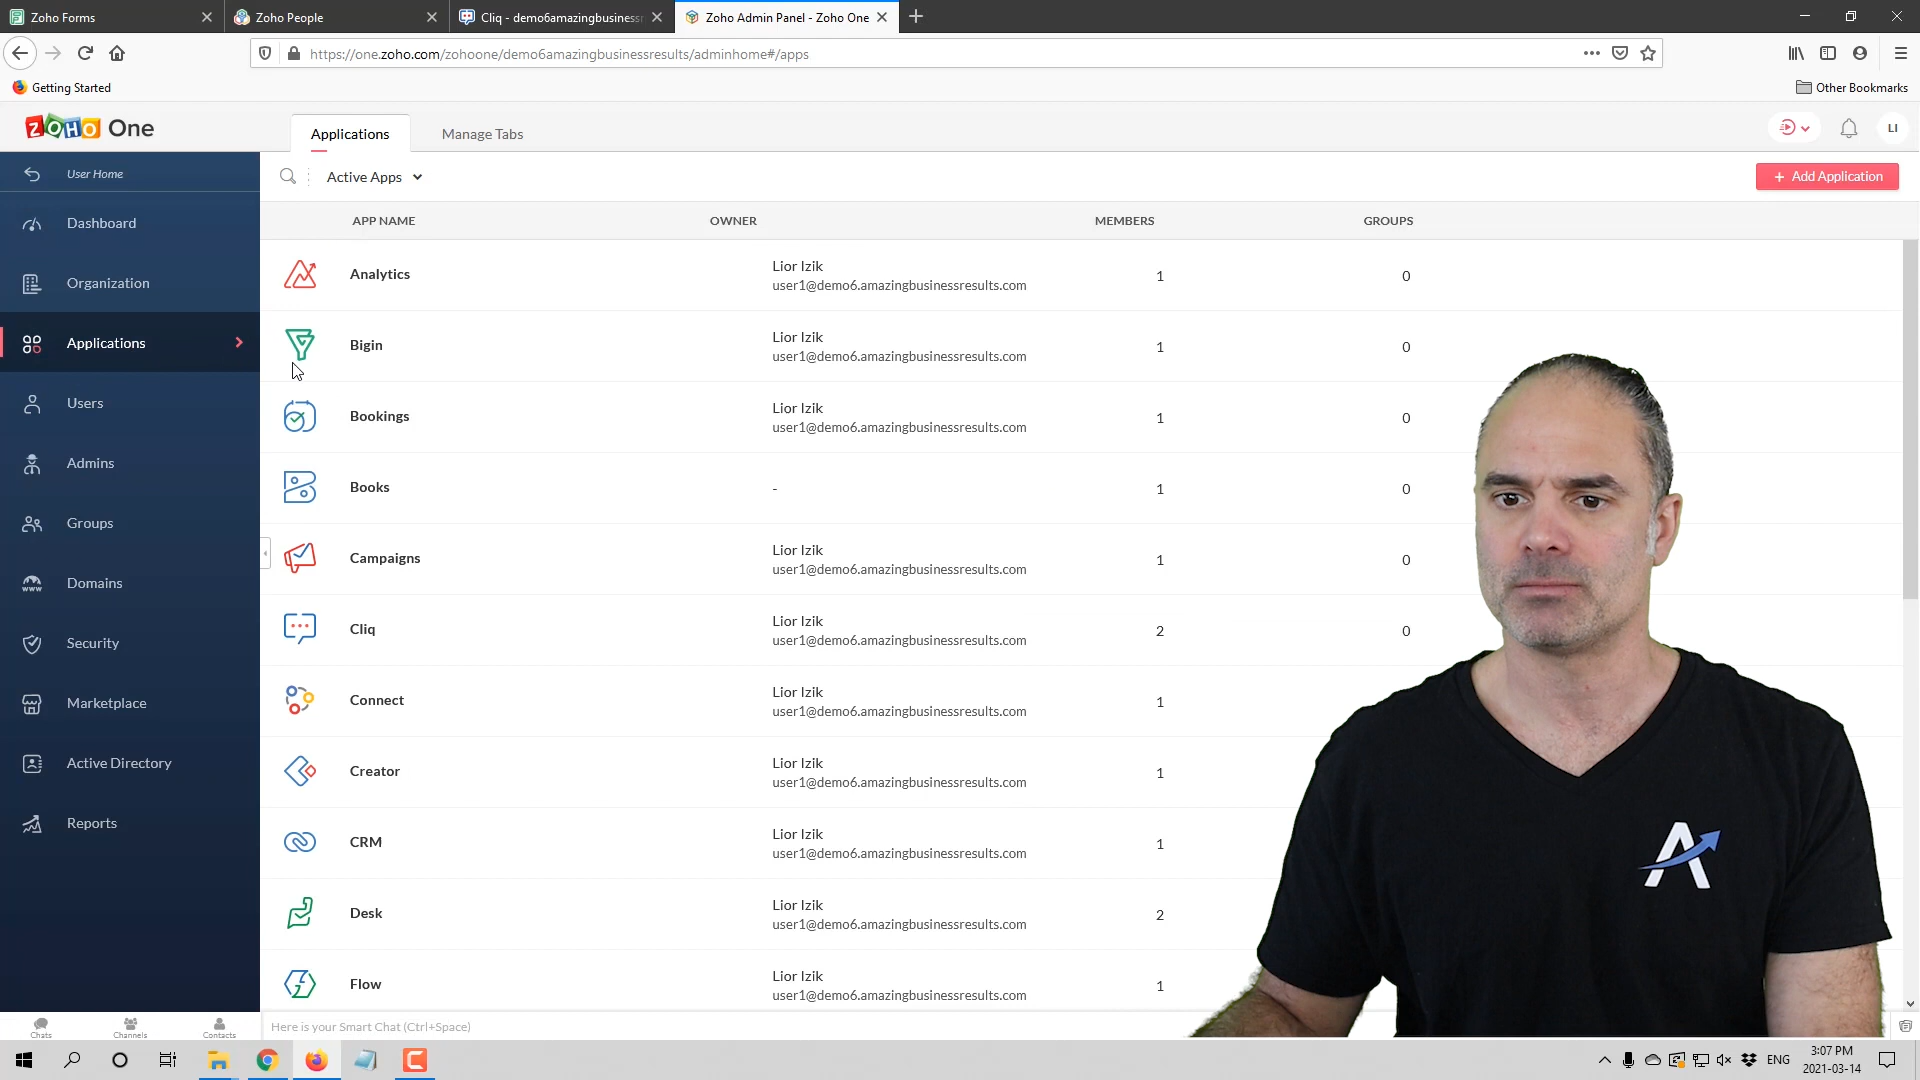 Zoho Forms
Zoho People
Cliq - demo6amazingbusinessr
Zoho Admin Panel - Zoho One
https://one.zoho.com/zohoone/demo6amazingbusinessresults/adminhome#/apps
Getting Started
Other Bookmarks
ZOHO One
Applications
Manage Tabs
LI
User Home
Active Apps
+ Add Application
APP NAME
OWNER
MEMBERS
GROUPS
Dashboard
Organization
Applications
Users
Admins
Groups
Domains
Security
Marketplace
Active Directory
Reports
Analytics
Lior Izik
user1@demo6.amazingbusinessresults.com
1
0
Bigin
Lior Izik
user1@demo6.amazingbusinessresults.com
1
0
Bookings
Lior Izik
user1@demo6.amazingbusinessresults.com
1
0
Books
-
1
0
Campaigns
Lior Izik
user1@demo6.amazingbusinessresults.com
1
0
Cliq
Lior Izik
user1@demo6.amazingbusinessresults.com
2
0
Connect
Lior Izik
user1@demo6.amazingbusinessresults.com
1
Creator
Lior Izik
user1@demo6.amazingbusinessresults.com
1
CRM
Lior Izik
user1@demo6.amazingbusinessresults.com
1
Desk
Lior Izik
user1@demo6.amazingbusinessresults.com
2
Flow
Lior Izik
user1@demo6.amazingbusinessresults.com
1
Chats
Channels
Contacts
Here is your Smart Chat (Ctrl+Space)
ENG
3:07 PM
2021-03-14